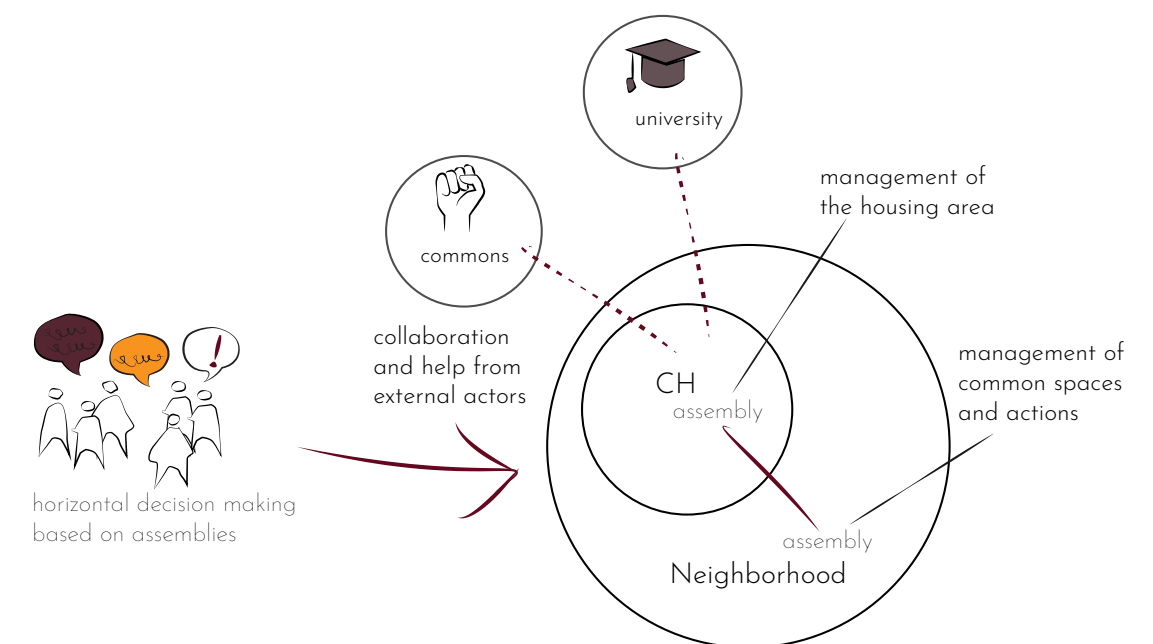 university
commons
management of
the housing area
collaboration
and help from
external actors
management of
common spaces
and actions
CH
assembly
horizontal decision making
based on assemblies
assembly
Neighborhood